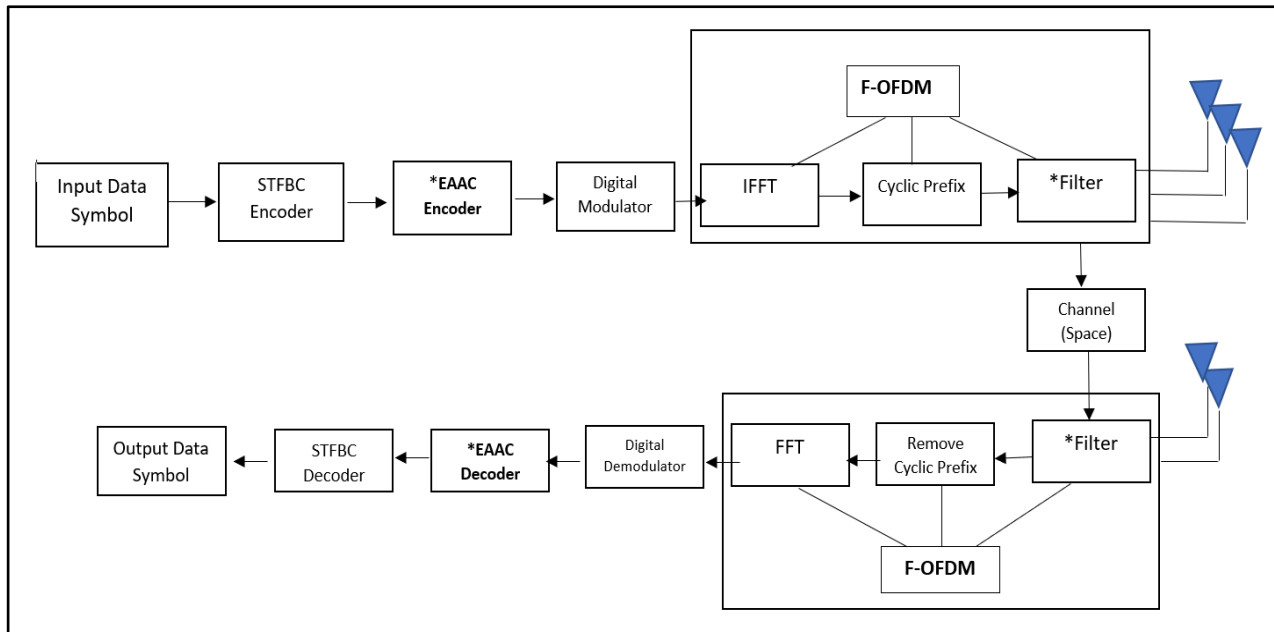 F-OFDM
Input Data
Symbol
STFBC
Encoder
*EAAC
Encoder
Digital
Modulator
IFFT
Cyclic Prefix
*Filter
Channel
(Space)
Output Data
Symbol
STFBC
Decoder
*EAAC
Decoder
Digital
Demodulator
FFT
Remove
Cyclic Prefix
*Filter
F-OFDM